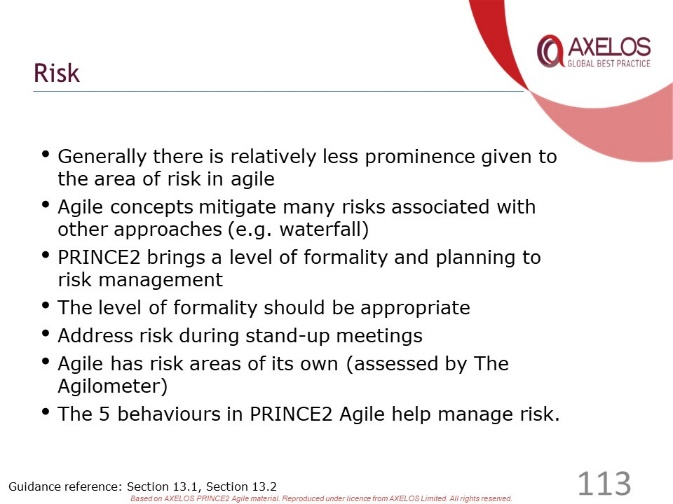 AXELOS
GLOBAL BEST PRACTICE
Risk
• Generally there is relatively less prominence given to
the area of risk in agile
• Agile concepts mitigate many risks associated with
other approaches (e.g. waterfall)
• PRINCE2 brings a level of formality and planning to
risk management
• The level of formality should be appropriate
• Address risk during stand-up meetings
• Agile has risk areas of its own (assessed by The
Agilometer)
• The 5 behaviours in PRINCE2 Agile help manage risk.
Guidance reference: Section 13.1, Section 13.2
113
Based on AXELOS PRINCE2 Agile material. Reproduced under licence from AXELOS Limited. All rights reserved.